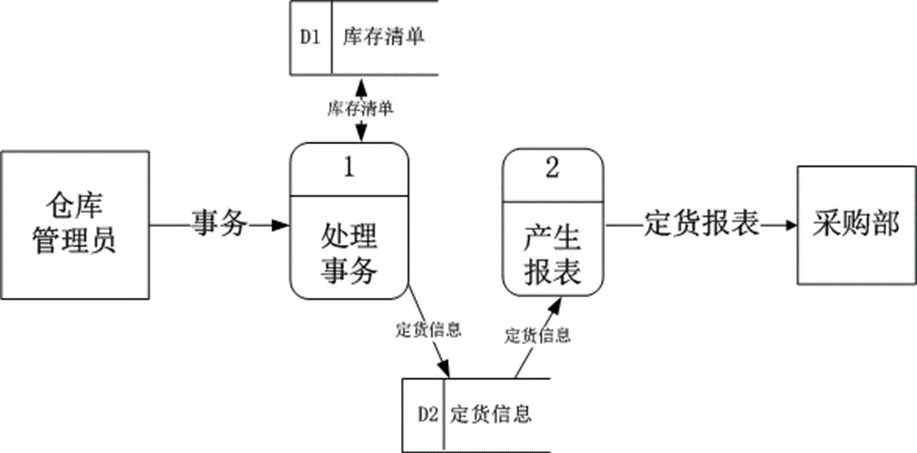 D1 库存清单
库存清单
仓库
管理员
事务
1
处理
事务
2
产生
报表
定货报表
采购部
定货信息
定货信息
D2 定货信息